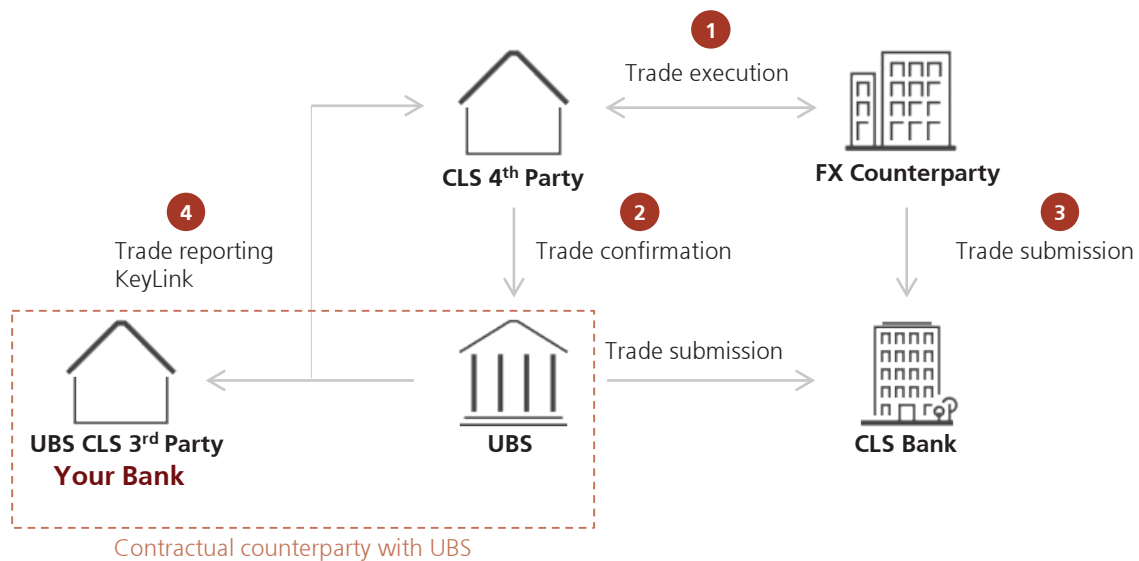 1
Trade execution
CLS 4th Party
FX Counterparty
4
Trade reporting
KeyLink
2
Trade confirmation
3
Trade submission
Trade submission
UBS CLS 3rd Party
Your Bank
UBS
CLS Bank
Contractual counterparty with UBS